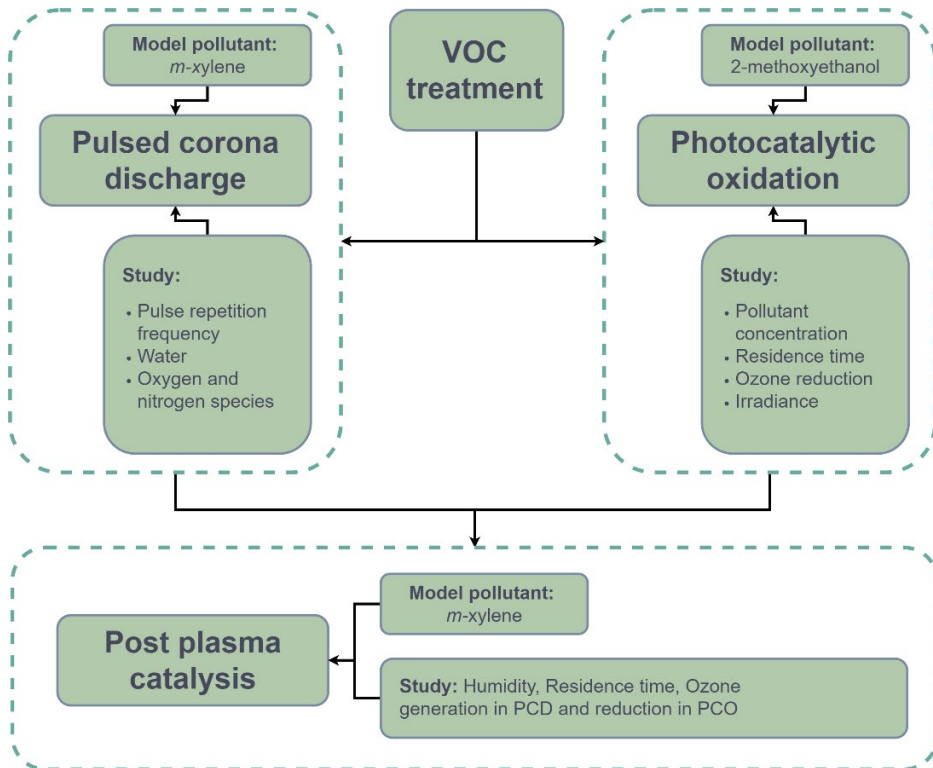 VOC
treatment
Model pollutant:
m-xylene
Pulsed corona
discharge
Study:
• Pulse repetition
frequency
• Water
• Oxygen and
nitrogen species
Model pollutant:
2-methoxyethanol
Photocatalytic
oxidation
Study:
• Pollutant
concentration
• Residence time
• Ozone reduction
• Irradiance
Post plasma
catalysis
Model pollutant:
m-xylene
Study: Humidity, Residence time, Ozone
generation in PCD and reduction in PCO